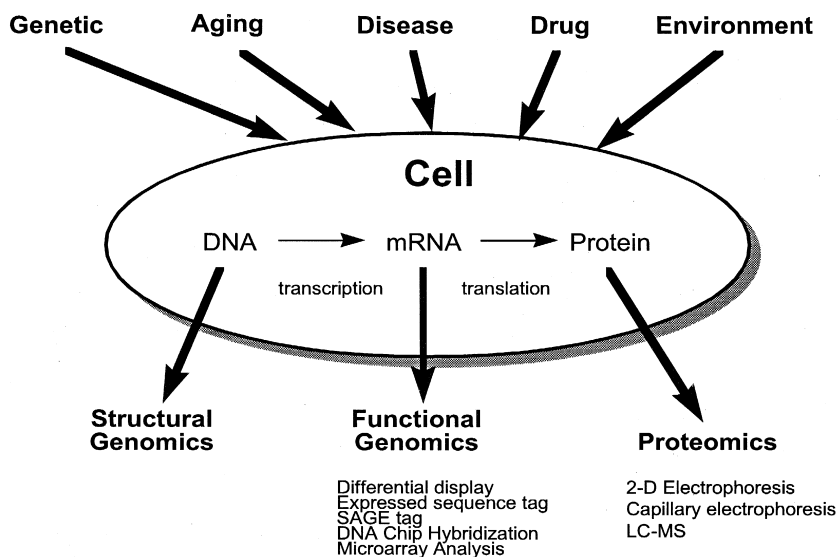 Genetic Aging Disease Drug Environment
Cell
DNA mRNA Protein
transcription translation
Structural
Genomics
Functional
Genomics
Proteomics
Differential display
Expressed sequence tag
SAGE tag
DNA Chip Hybridization
Microarray Analysis
2-D Electrophoresis
Capillary electrophoresis
LC-MS